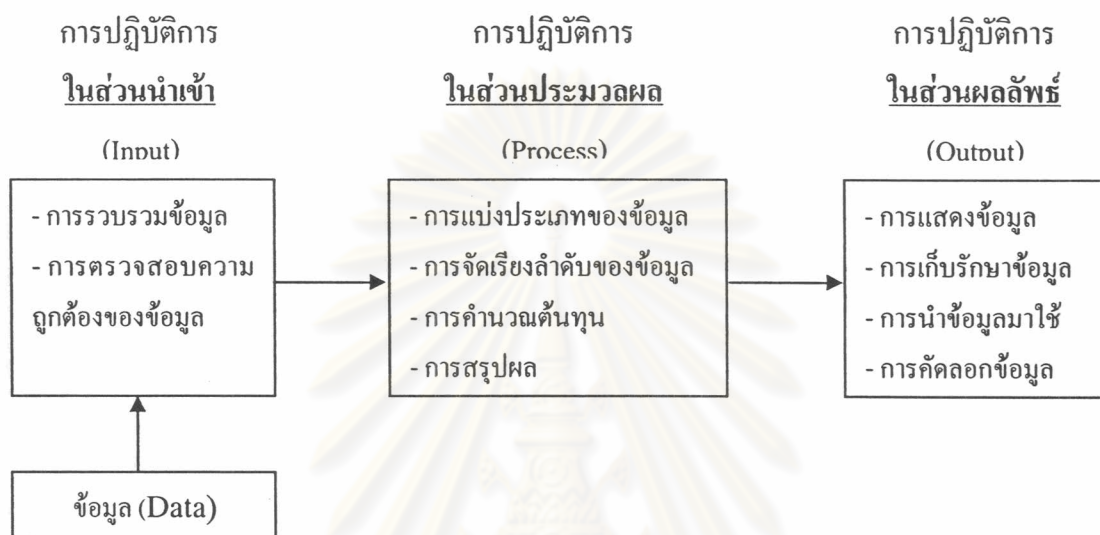 การปฏิบัติการ
ในส่วนนำเข้า
(Input)
- การรวบรวมข้อมูล
- การตรวจสอบความ
ถูกต้องของข้อมูล
ข้อมูล (Data)
การปฏิบัติการ
ในส่วนประมวลผล
(Process)
- การแบ่งประเภทของข้อมูล
- การจัดเรียงลำดับของข้อมูล
- การคำนวณต้นทุน
- การสรุปผล
การปฏิบัติการ
ในส่วนผลลัพธ์
(Output)
- การแสดงข้อมูล
- การเก็บรักษาข้อมูล
- การนำข้อมูลมาใช้
- การคัดลอกข้อมูล